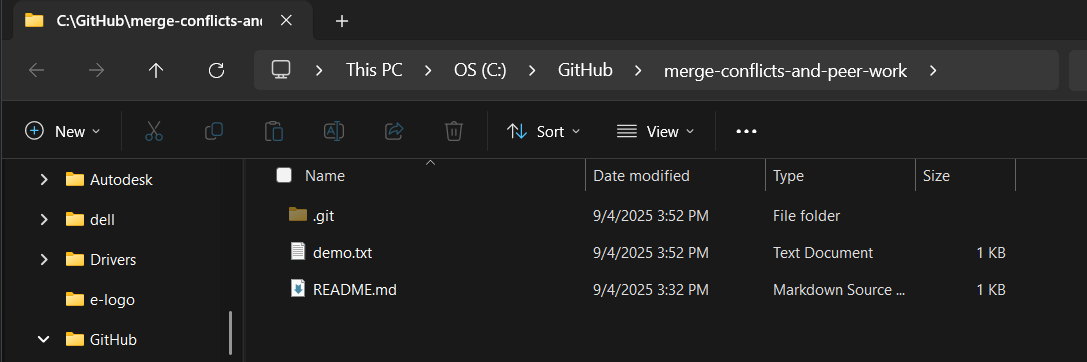 C:\GitHub\merge-conflicts-and
This PC > OS (C:) > GitHub > merge-conflicts-and-peer-work >
New Sort View
Name Date modified Type Size
Autodesk
dell
Drivers
e-logo
GitHub
.git 9/4/2025 3:52 PM File folder
demo.txt 9/4/2025 3:52 PM Text Document 1 KB
README.md 9/4/2025 3:32 PM Markdown Source ... 1 KB